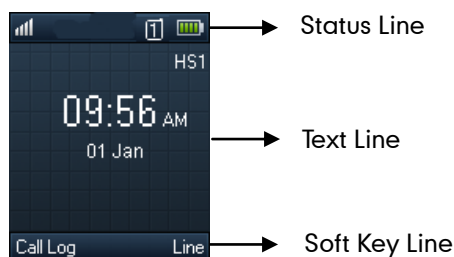 1
Status Line
HS1
09:56 AM
Text Line
01 Jan
Call Log
Line
Soft Key Line